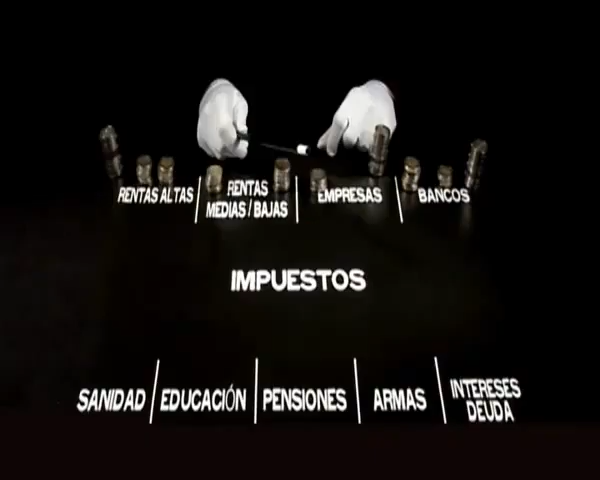 RENTAS ALTAS
RENTAS
MEDIAS / BAJAS
EMPRESAS
BANCOS
IMPUESTOS
SANIDAD
EDUCACIÓN
PENSIONES
ARMAS
INTERESES
DEUDA